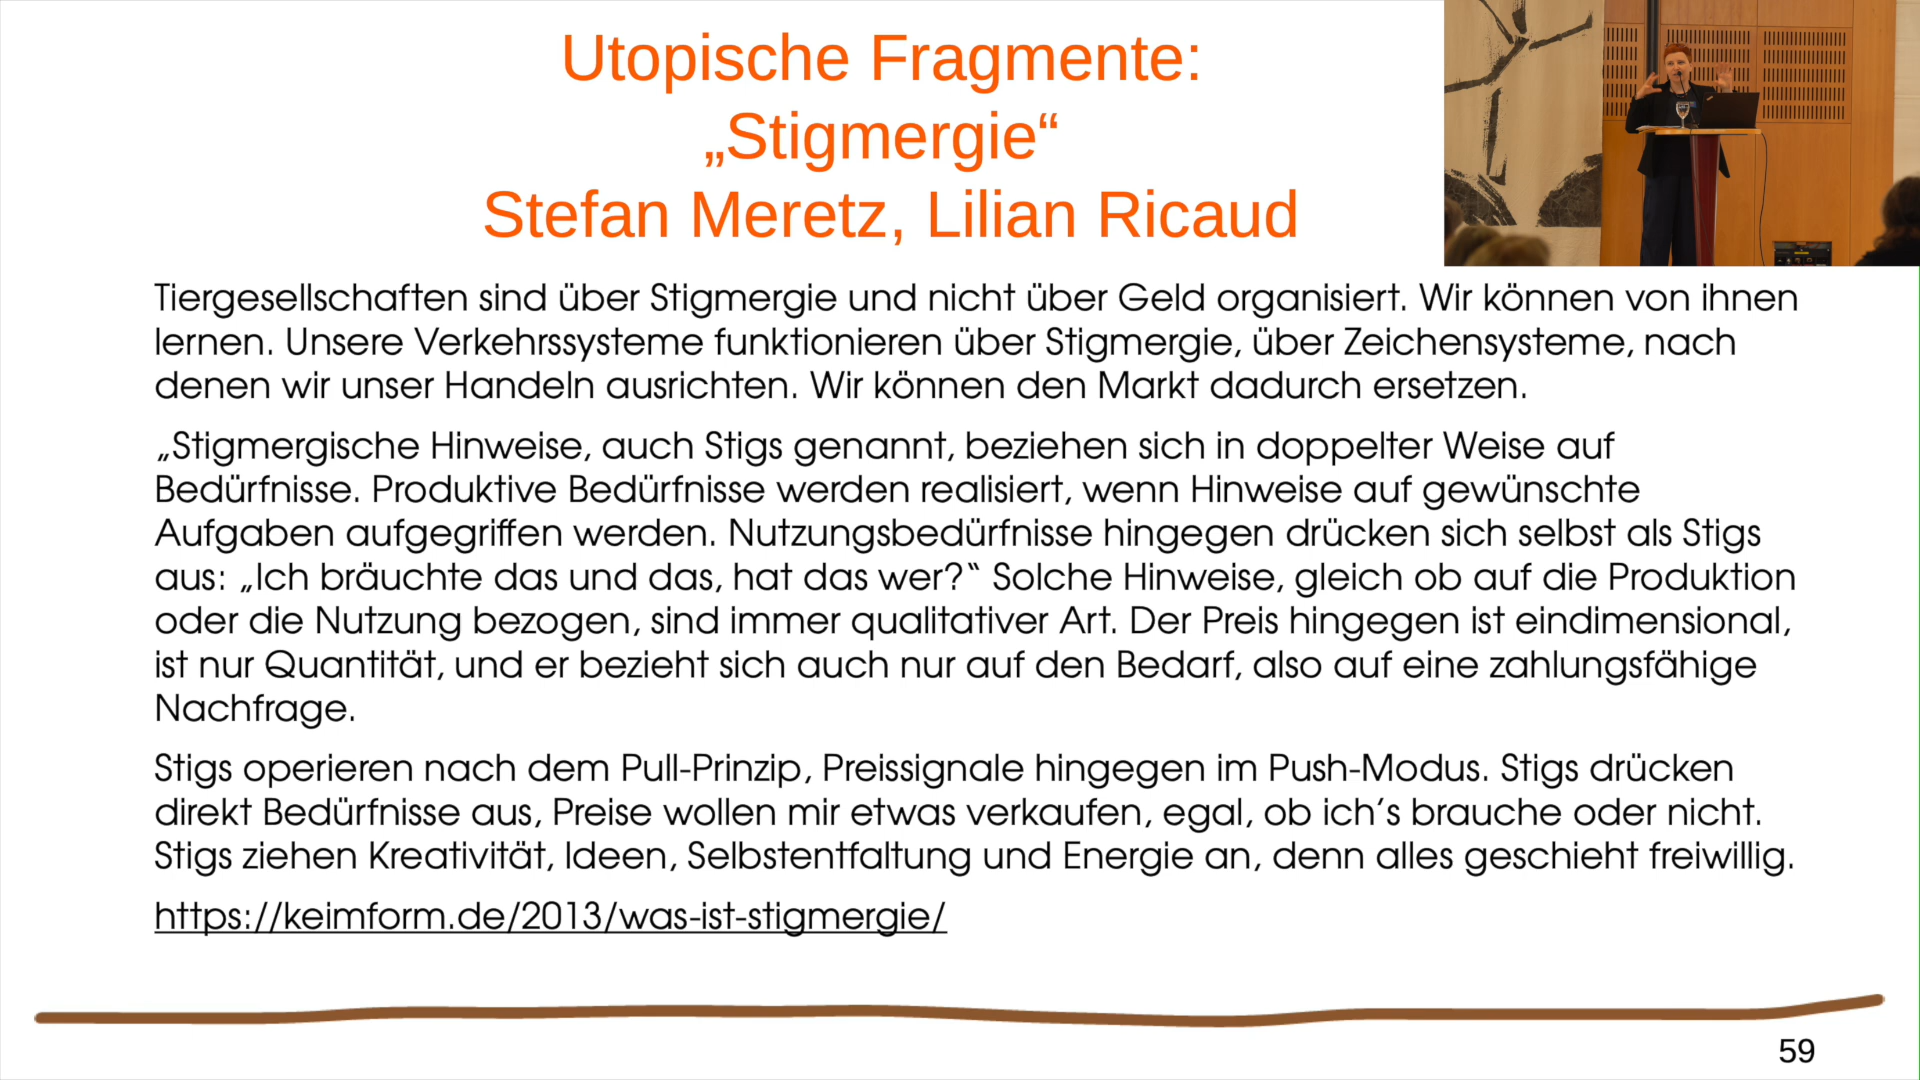 Utopische Fragmente:
„Stigmergie“
Stefan Meretz, Lilian Ricaud
Tiergesellschaften sind über Stigmergie und nicht über Geld organisiert. Wir können von ihnen
lernen. Unsere Verkehrssysteme funktionieren über Stigmergie, über Zeichensysteme, nach
denen wir unser Handeln ausrichten. Wir können den Markt dadurch ersetzen.
„Stigmergische Hinweise, auch Stigs genannt, beziehen sich in doppelter Weise auf
Bedürfnisse. Produktive Bedürfnisse werden realisiert, wenn Hinweise auf gewünschte
Aufgaben aufgegriffen werden. Nutzungsbedürfnisse hingegen drücken sich selbst als Stigs
aus: „Ich bräuchte das und das, hat das wer?“ Solche Hinweise, gleich ob auf die Produktion
oder die Nutzung bezogen, sind immer qualitativer Art. Der Preis hingegen ist eindimensional,
ist nur Quantität, und er bezieht sich auch nur auf den Bedarf, also auf eine zahlungsfähige
Nachfrage.
Stigs operieren nach dem Pull-Prinzip, Preissignale hingegen im Push-Modus. Stigs drücken
direkt Bedürfnisse aus, Preise wollen mir etwas verkaufen, egal, ob ich’s brauche oder nicht.
Stigs ziehen Kreativität, Ideen, Selbstentfaltung und Energie an, denn alles geschieht freiwillig.
https://keimform.de/2013/was-ist-stigmergie/
59